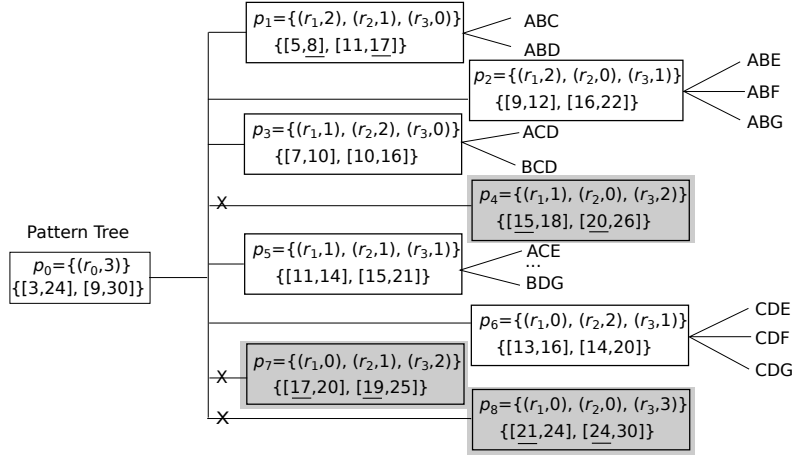 p₁={(r₁,2), (r₂,1), (r₃,0)}
{[5,8], [11,17]}
ABC
ABD
p₂={(r₁,2), (r₂,0), (r₃,1)}
{[9,12], [16,22]}
ABE
ABF
ABG
p₃={(r₁,1), (r₂,2), (r₃,0)}
{[7,10], [10,16]}
ACD
BCD
X
p₄={(r₁,1), (r₂,0), (r₃,2)}
{[15,18], [20,26]}
Pattern Tree
p₀={(r₀,3)}
{[3,24], [9,30]}
p₅={(r₁,1), (r₂,1), (r₃,1)}
{[11,14], [15,21]}
ACE
...
BDG
p₆={(r₁,0), (r₂,2), (r₃,1)}
{[13,16], [14,20]}
CDE
CDF
CDG
X
p₇={(r₁,0), (r₂,1), (r₃,2)}
{[17,20], [19,25]}
X
p₈={(r₁,0), (r₂,0), (r₃,3)}
{[21,24], [24,30]}